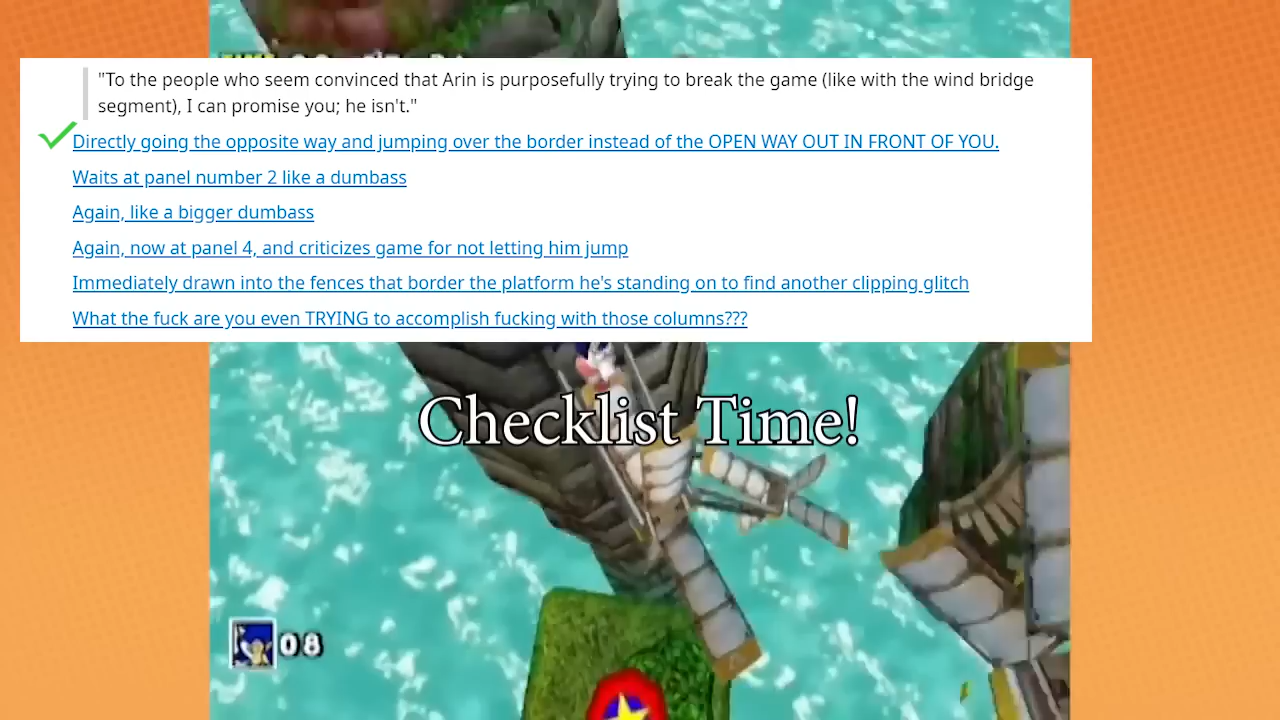 "To the people who seem convinced that Arin is purposefully trying to break the game (like with the wind bridge
segment), I can promise you; he isn't."
Directly going the opposite way and jumping over the border instead of the OPEN WAY OUT IN FRONT OF YOU.
Waits at panel number 2 like a dumbass
Again, like a bigger dumbass
Again, now at panel 4, and criticizes game for not letting him jump
Immediately drawn into the fences that border the platform he's standing on to find another clipping glitch
What the fuck are you even TRYING to accomplish fucking with those columns???
Checklist Time!
08